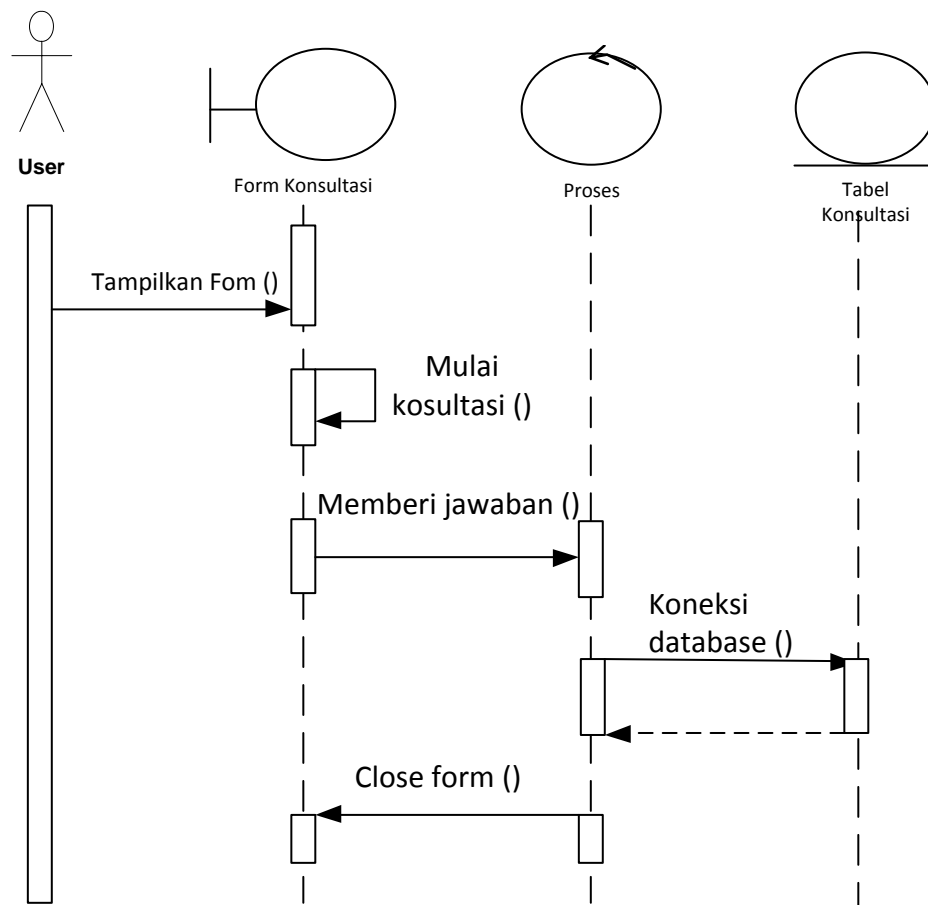 User
Form Konsultasi
Proses
Tabel
Konsultasi
Tampilkan Fom ()
Mulai
kosultasi ()
Memberi jawaban ()
Koneksi
database ()
Close form ()